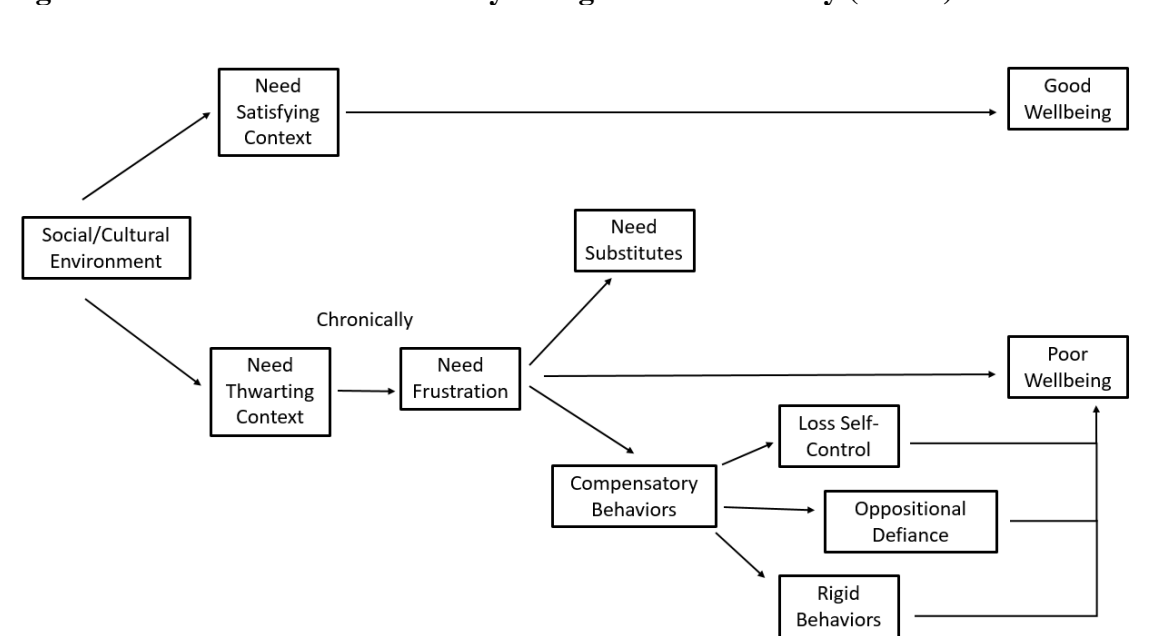 Need
Satisfying
Context
Good
Wellbeing
Social/Cultural
Environment
Need
Substitutes
Chronically
Need
Thwarting
Context
Need
Frustration
Poor
Wellbeing
Loss Self-
Control
Compensatory
Behaviors
Oppositional
Defiance
Rigid
Behaviors